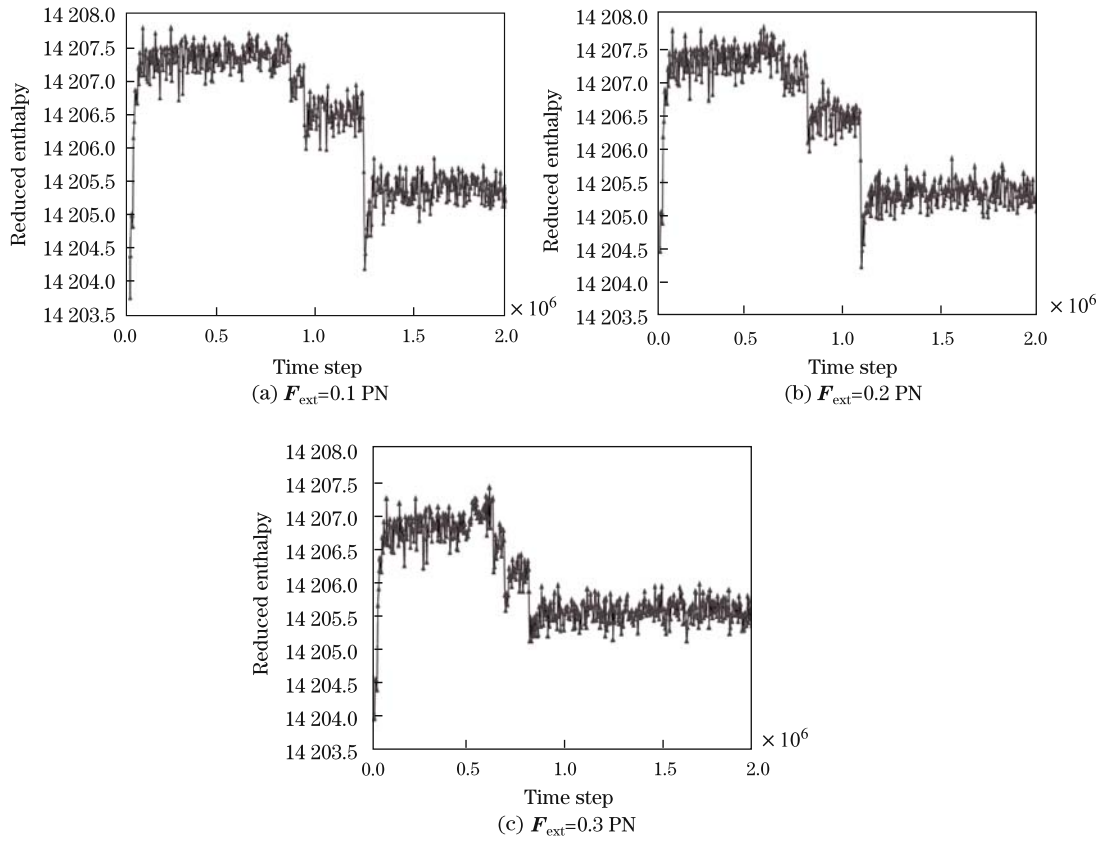 14 208.0
14 207.5
14 207.0
14 206.5
14 206.0
14 205.5
14 205.0
14 204.5
14 204.0
14 203.5
Reduced enthalpy
0.0 0.5 1.0 1.5 2.0
× 10⁶
Time step
(a) Fext=0.1 PN
14 208.0
14 207.5
14 207.0
14 206.5
14 206.0
14 205.5
14 205.0
14 204.5
14 204.0
14 203.5
Reduced enthalpy
0.0 0.5 1.0 1.5 2.0
× 10⁶
Time step
(b) Fext=0.2 PN
14 208.0
14 207.5
14 207.0
14 206.5
14 206.0
14 205.5
14 205.0
14 204.5
14 204.0
14 203.5
Reduced enthalpy
0.0 0.5 1.0 1.5 2.0
× 10⁶
Time step
(c) Fext=0.3 PN